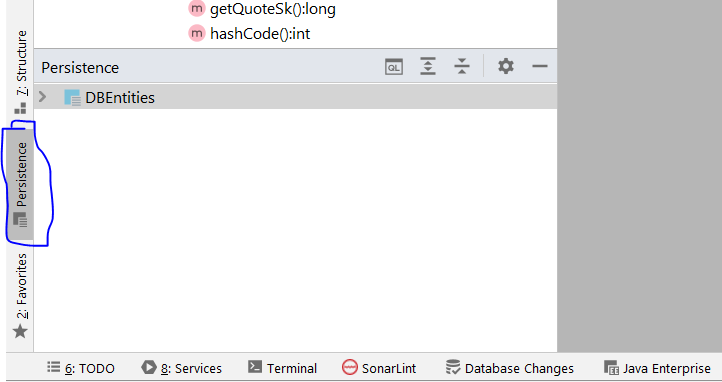 getQuoteSk():long
hashCode():int
7: Structure
Persistence
QL
DBEntities
Persistence
2: Favorites
6: TODO
8: Services
Terminal
SonarLint
Database Changes
Java Enterprise